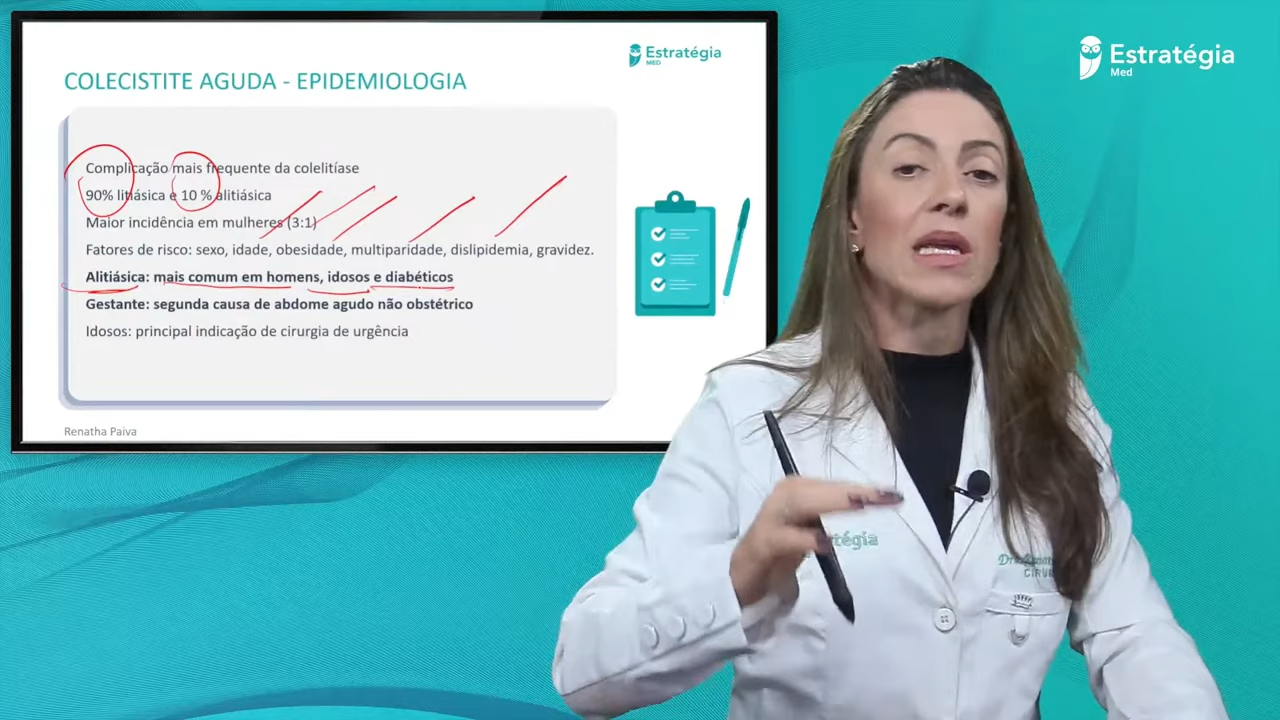 COLECISTITE AGUDA - EPIDEMIOLOGIA
Estratégia
MED
Complicação mais frequente da colelitíase
90% litiásica e 10 % alitiásica
Maior incidência em mulheres (3:1)
Fatores de risco: sexo, idade, obesidade, multiparidade, dislipidemia, gravidez.
Alitiásica: mais comum em homens, idosos e diabéticos
Gestante: segunda causa de abdome agudo não obstétrico
Idosos: principal indicação de cirurgia de urgência
Renatha Paiva
Estratégia
Med